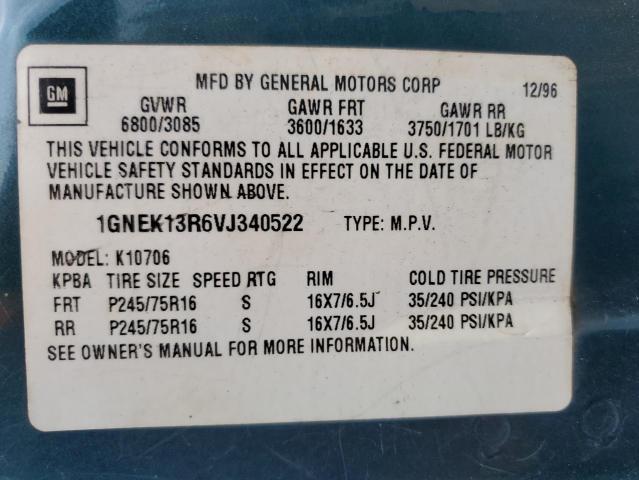 GM
MFD BY GENERAL MOTORS CORP 12/96
GVWR GAWR FRT GAWR RR
6800/3085 3600/1633 3750/1701 LB/KG
THIS VEHICLE CONFORMS TO ALL APPLICABLE U.S. FEDERAL MOTOR
VEHICLE SAFETY STANDARDS IN EFFECT ON THE DATE OF
MANUFACTURE SHOWN ABOVE.
1GNEK13R6VJ340522 TYPE: M.P.V.
MODEL: K10706
KPBA TIRE SIZE SPEED RTG RIM COLD TIRE PRESSURE
FRT P245/75R16 S 16X7/6.5J 35/240 PSI/KPA
RR P245/75R16 S 16X7/6.5J 35/240 PSI/KPA
SEE OWNER'S MANUAL FOR MORE INFORMATION.